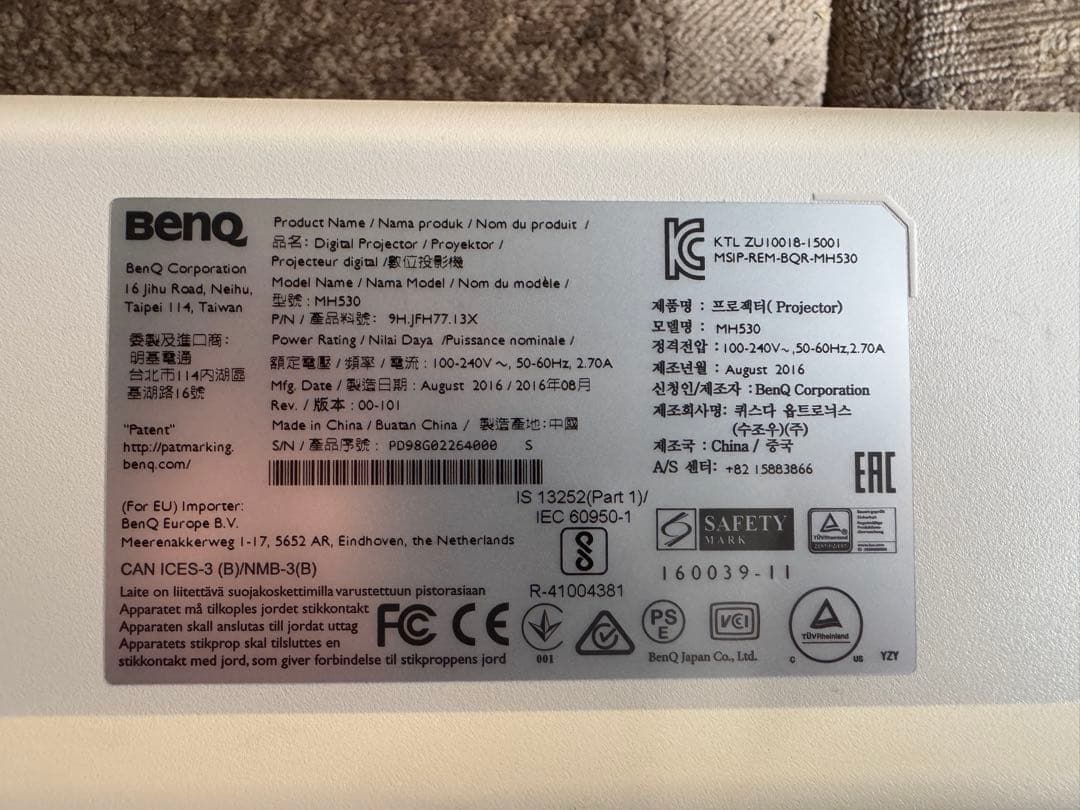 BenQ
BenQ Corporation
16 Jihu Road, Neihu,
Taipei 114, Taiwan
委製及進口商:
明基電通
台北市114內湖區
基湖路16號
"Patent"
http://patmarking.
benq.com/
Product Name / Nama produk / Nom du produit /
品名: Digital Projector / Proyektor /
Projecteur digital /數位投影機
Model Name / Nama Model / Nom du modèle /
型號 : MH530
P/N / 產品料號: 9H.JFH77.13X
Power Rating / Nilai Daya /Puissance nominale /
額定電壓 / 頻率 / 電流 : 100-240V~, 50-60Hz, 2.70A
Mfg. Date / 製造日期 : August 2016 / 2016年08月
Rev. / 版本 : 00-101
Made in China / Buatan China / 製造產地:中國
S/N / 產品序號: PD98G02264000 S
KTL ZU10018-15001
MSIP-REM-BQR-MH530
제품명 : 프로젝터( Projector)
모델명 : MH530
정격전압 : 100-240V~,50-60Hz,2.70A
제조년월 : August 2016
신청인/제조자 : BenQ Corporation
제조회사명: 퀴스다 옵트로닉스
(수조우)(주)
제조국 : China / 중국
A/S 센터: +82 15883866
EAC
(For EU) Importer:
BenQ Europe B.V.
Meerenakkerweg 1-17, 5652 AR, Eindhoven, the Netherlands
CAN ICES-3 (B)/NMB-3(B)
Laite on liitettävä suojakoskettimilla varustettuun pistorasiaan
Apparatet må tilkoples jordet stikkontakt
Apparaten skall anslutas till jordat uttag
Apparatets stikprop skal tilsluttes en
stikkontakt med jord, som giver forbindelse til stikproppens jord
IS 13252(Part 1)/
IEC 60950-1
R-41004381
SAFETY
MARK
160039-11
TÜVRheinland
ZERTIFIZIERT
FC CE
001
PS
E
VCI
BenQ Japan Co., Ltd.
TÜVRheinland
C US
YZY